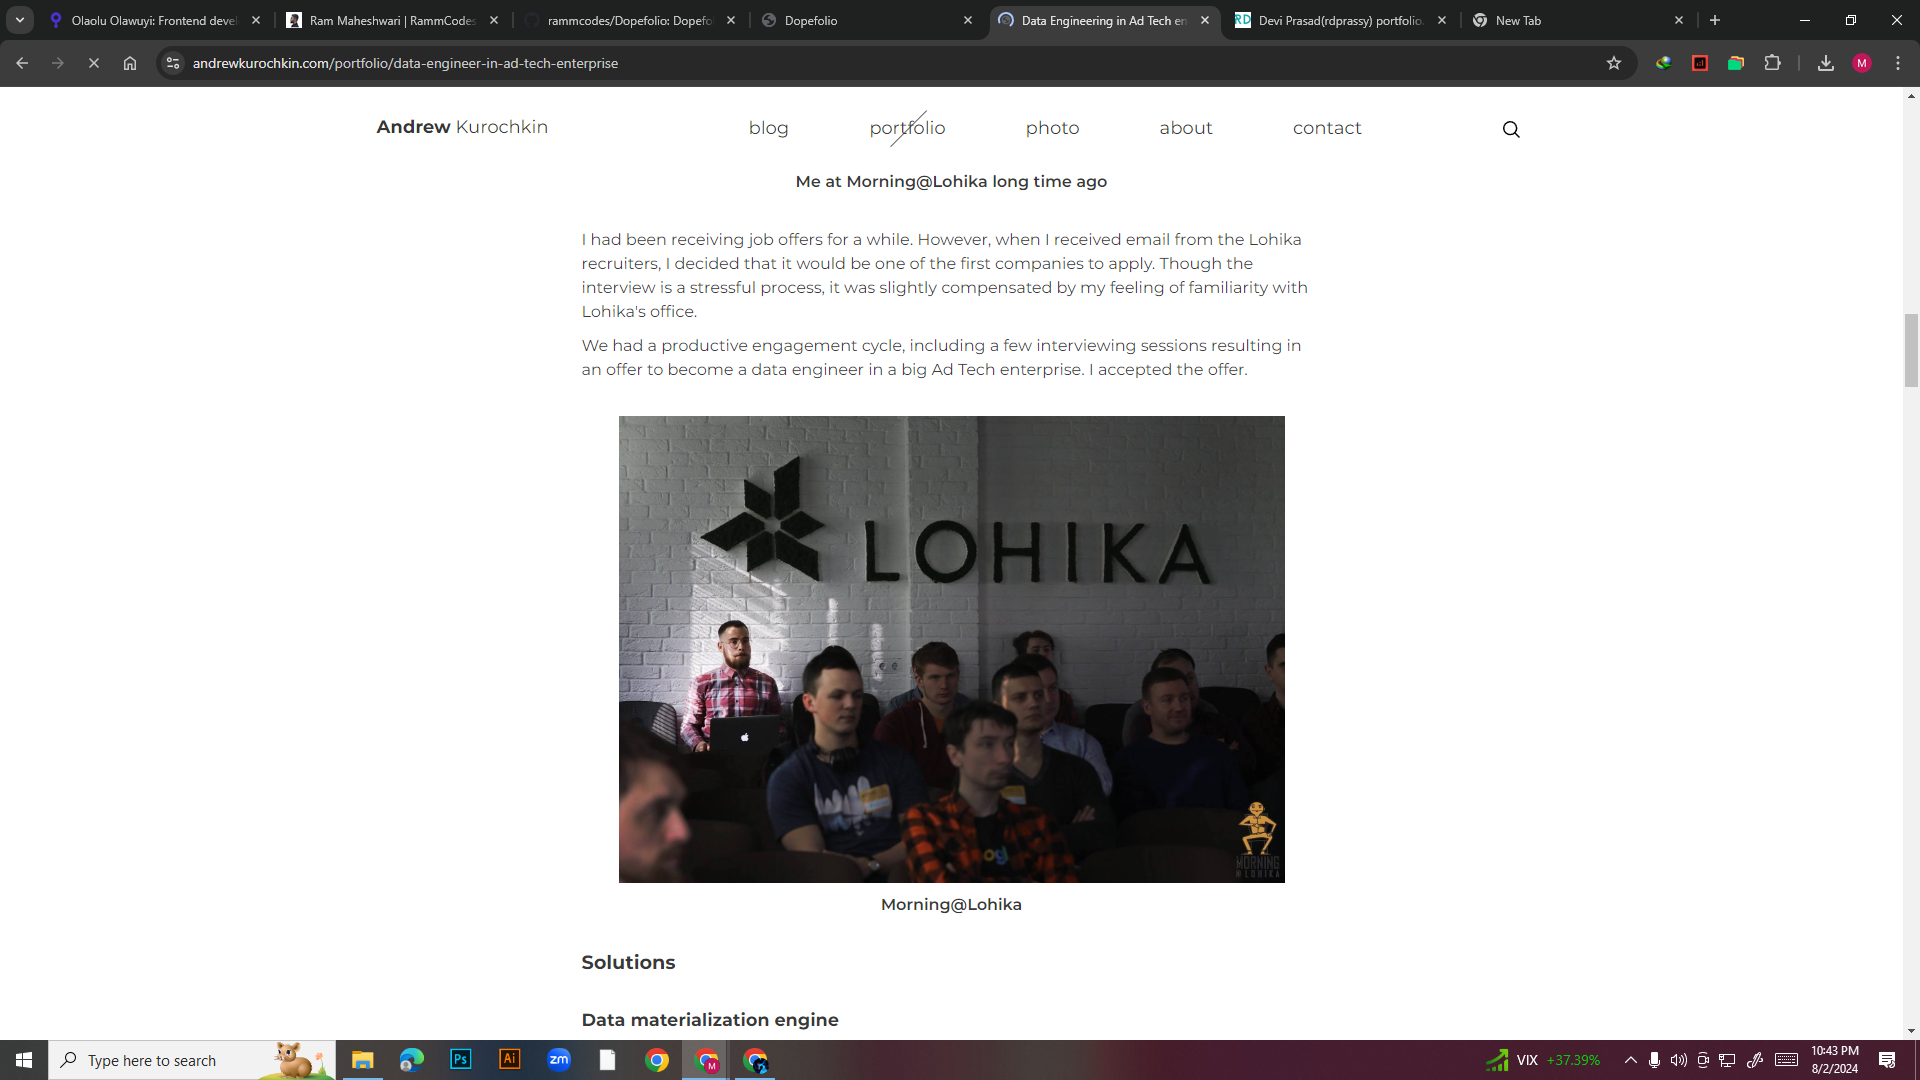 Olaolu Olawuyi: Frontend deve
Ram Maheshwari | RammCodes
rammcodes/Dopefolio: Dopefo
Dopefolio
Data Engineering in Ad Tech en
RD
Devi Prasad(rdprassy) portfolio
New Tab
andrewkurochkin.com/portfolio/data-engineer-in-ad-tech-enterprise
M
Andrew Kurochkin
blog
portfolio
photo
about
contact
Me at Morning@Lohika long time ago
I had been receiving job offers for a while. However, when I received email from the Lohika
recruiters, I decided that it would be one of the first companies to apply. Though the
interview is a stressful process, it was slightly compensated by my feeling of familiarity with
Lohika's office.
We had a productive engagement cycle, including a few interviewing sessions resulting in
an offer to become a data engineer in a big Ad Tech enterprise. I accepted the offer.
LOHIKA
ogl
MORNING
@LOHIKA
Morning@Lohika
Solutions
Data materialization engine
Type here to search
Ps
Ai
zm
M
VIX +37.39%
10:43 PM
8/2/2024